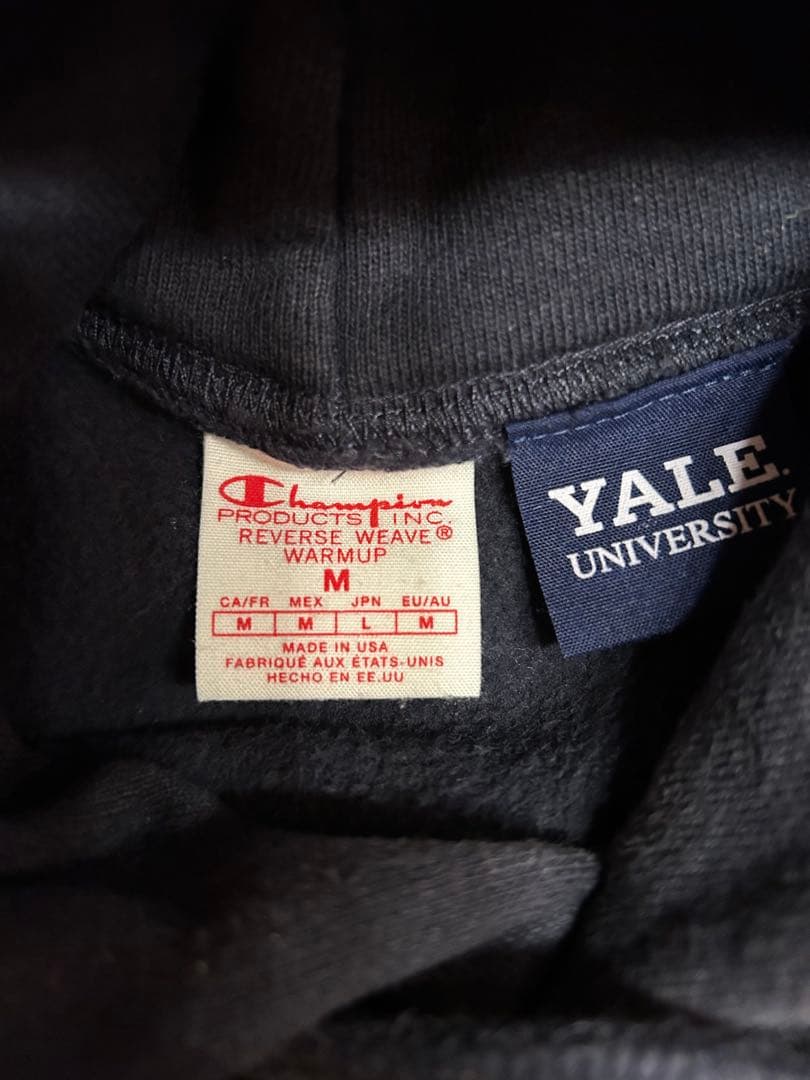 Champion
PRODUCTS INC.
REVERSE WEAVE®
WARMUP
M
CA/FR MEX JPN EU/AU
M M L M
MADE IN USA
FABRIQUÉ AUX ÉTATS-UNIS
HECHO EN EE.UU
YALE.
UNIVERSITY